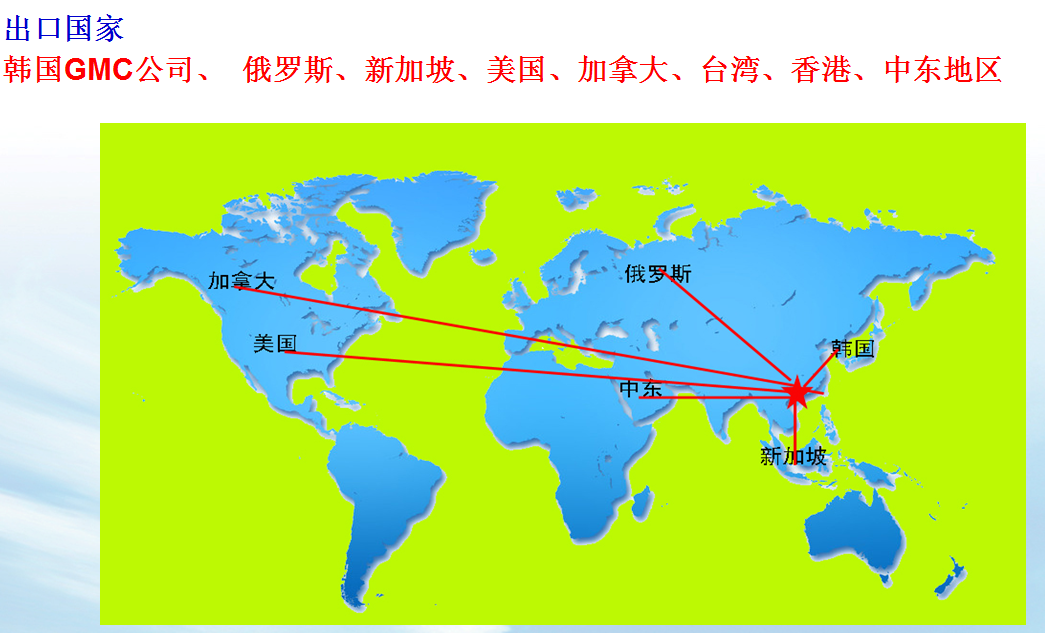 出口国家
韩国GMC公司、 俄罗斯、新加坡、美国、加拿大、台湾、香港、中东地区
俄罗斯
加拿大
美国
韩国
中东
新加坡